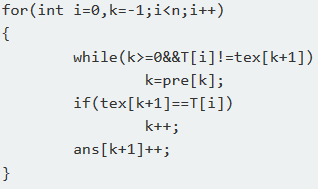 for(int i=0,k=-1;i<n;i++)
{
        while(k>=0&&T[i]!=tex[k+1])
                k=pre[k];
        if(tex[k+1]==T[i])
                k++;
        ans[k+1]++;
}